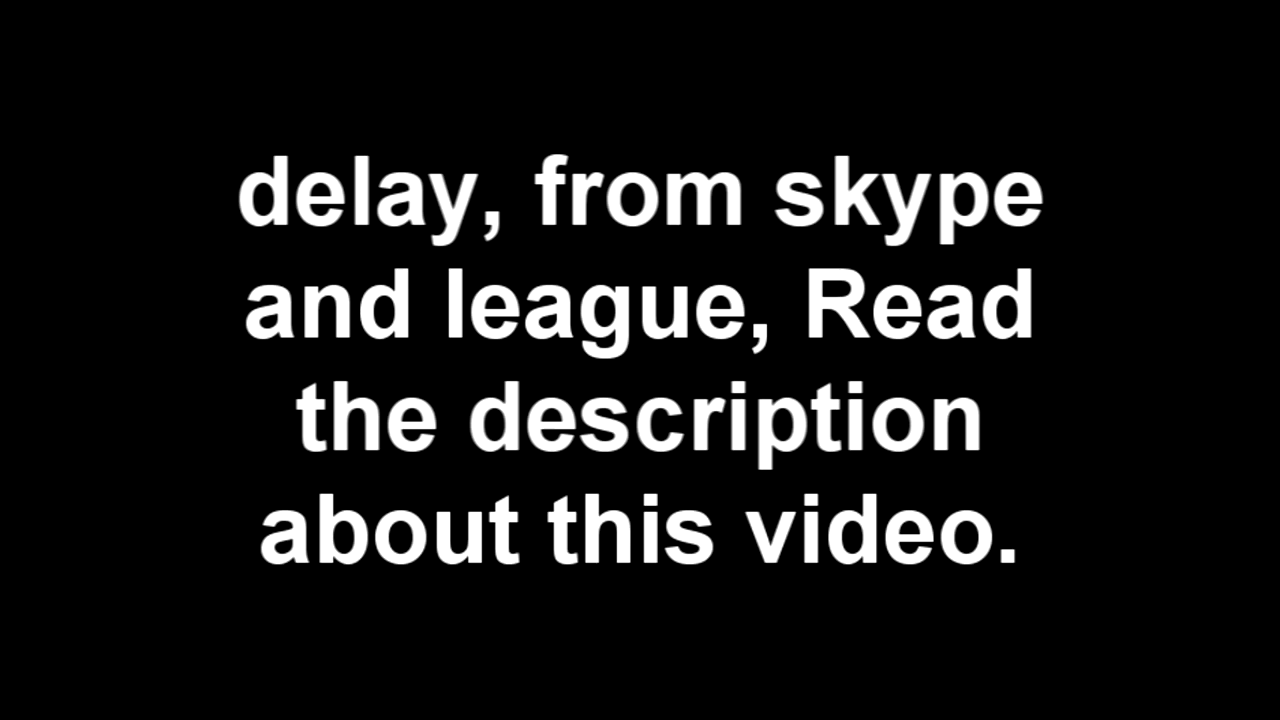 delay, from skype
and league, Read
the description
about this video.